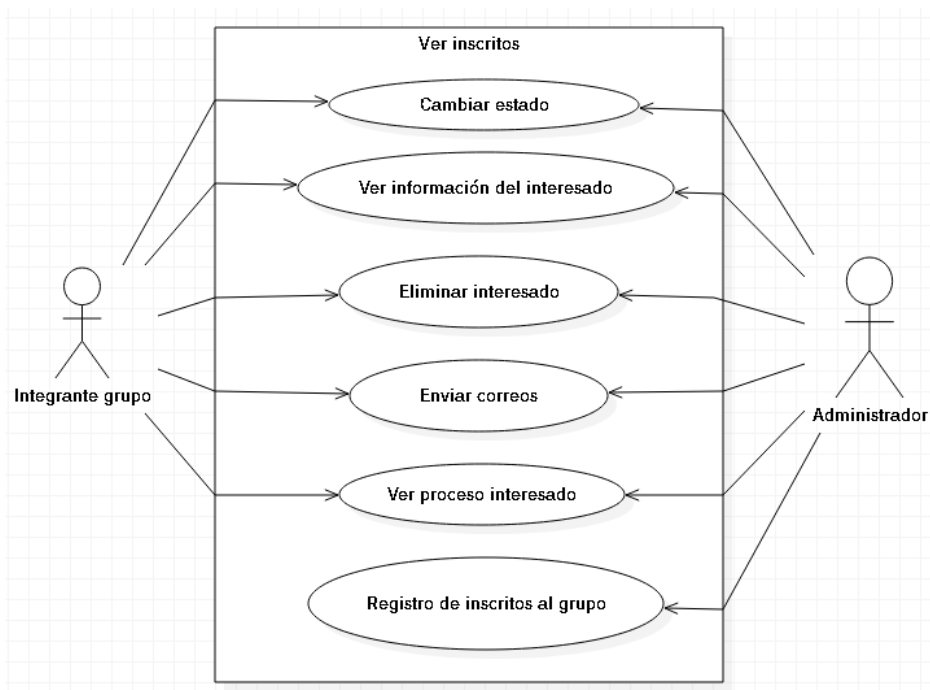 Ver inscritos
Cambiar estado
Ver información del interesado
Eliminar interesado
Integrante grupo
Enviar correos
Administrador
Ver proceso interesado
Registro de inscritos al grupo